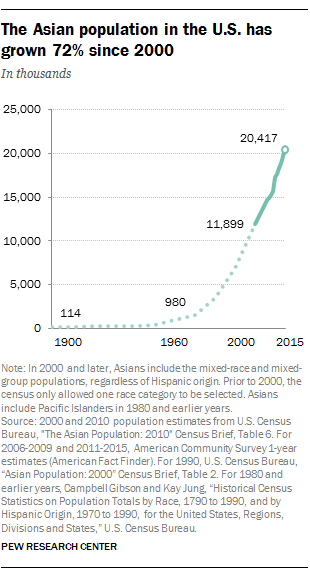 The Asian population in the U.S. has
grown 72% since 2000
In thousands
25,000
20,417
20,000
15,000
11,899
10,000
5,000
114
980
0
1900
1960
2000
2015
Note: In 2000 and later, Asians include the mixed-race and mixed-
group populations, regardless of Hispanic origin. Prior to 2000, the
census only allowed one race category to be selected. Asians
include Pacific Islanders in 1980 and earlier years.
Source: 2000 and 2010 population estimates from U.S. Census
Bureau, "The Asian Population: 2010" Census Brief, Table 6. For
2006-2009 and 2011-2015, American Community Survey 1-year
estimates (American Fact Finder). For 1990, U.S. Census Bureau,
“Asian Population: 2000” Census Brief, Table 2. For 1980 and
earlier years, Campbell Gibson and Kay Jung, “Historical Census
Statistics on Population Totals by Race, 1790 to 1990, and by
Hispanic Origin, 1970 to 1990, for the United States, Regions,
Divisions and States,” U.S. Census Bureau.
PEW RESEARCH CENTER